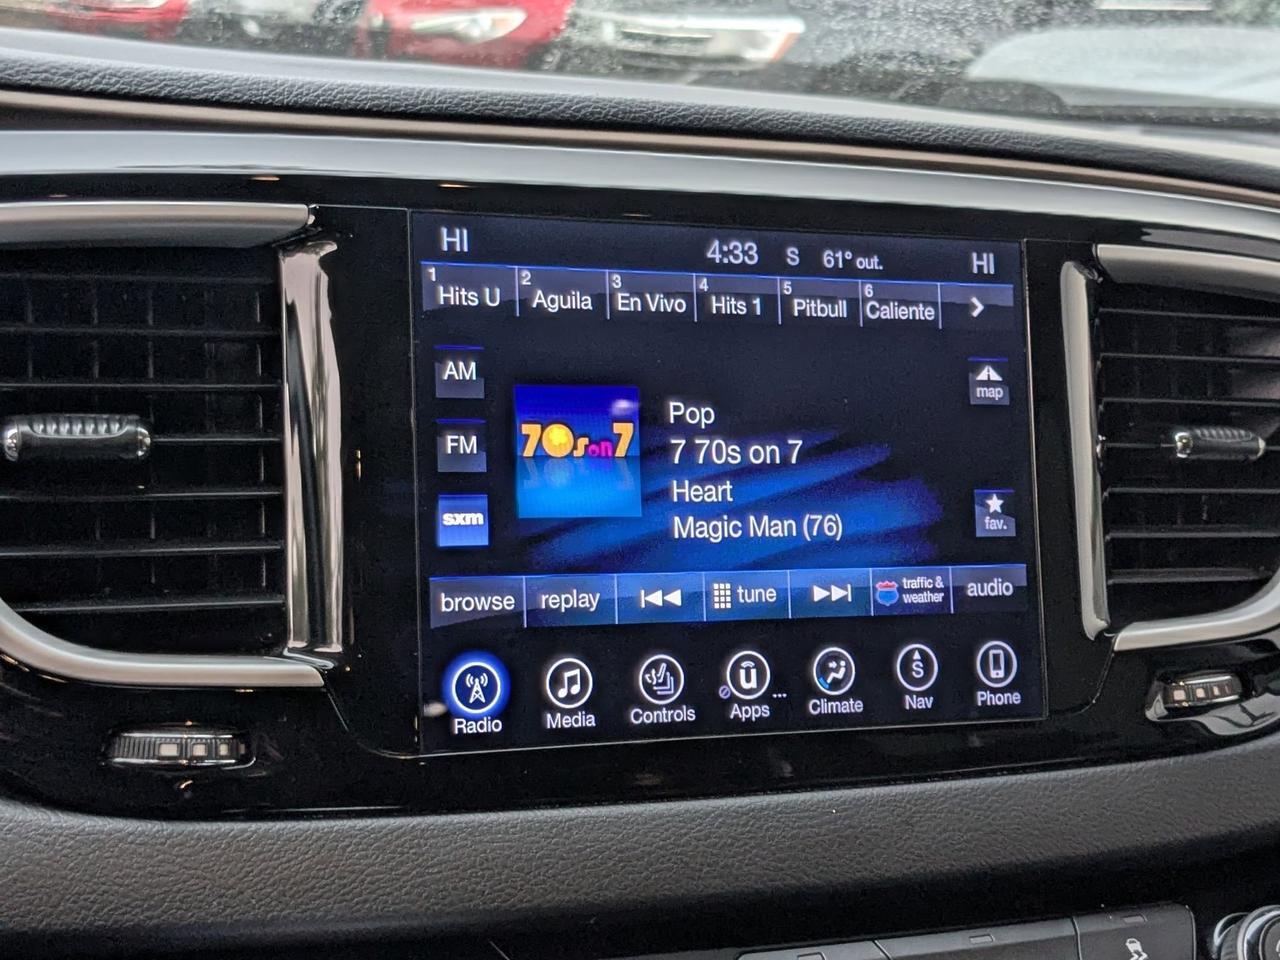 HI 4:33 S 61° out. HI
1 Hits U 2 Aguila 3 En Vivo 4 Hits 1 5 Pitbull 6 Caliente
AM
map
70s on 7
Pop
FM
7 70s on 7
Heart
sxm
fav.
Magic Man (76)
browse replay tune traffic & weather audio
Radio Media Controls Apps ... Climate S Nav Phone